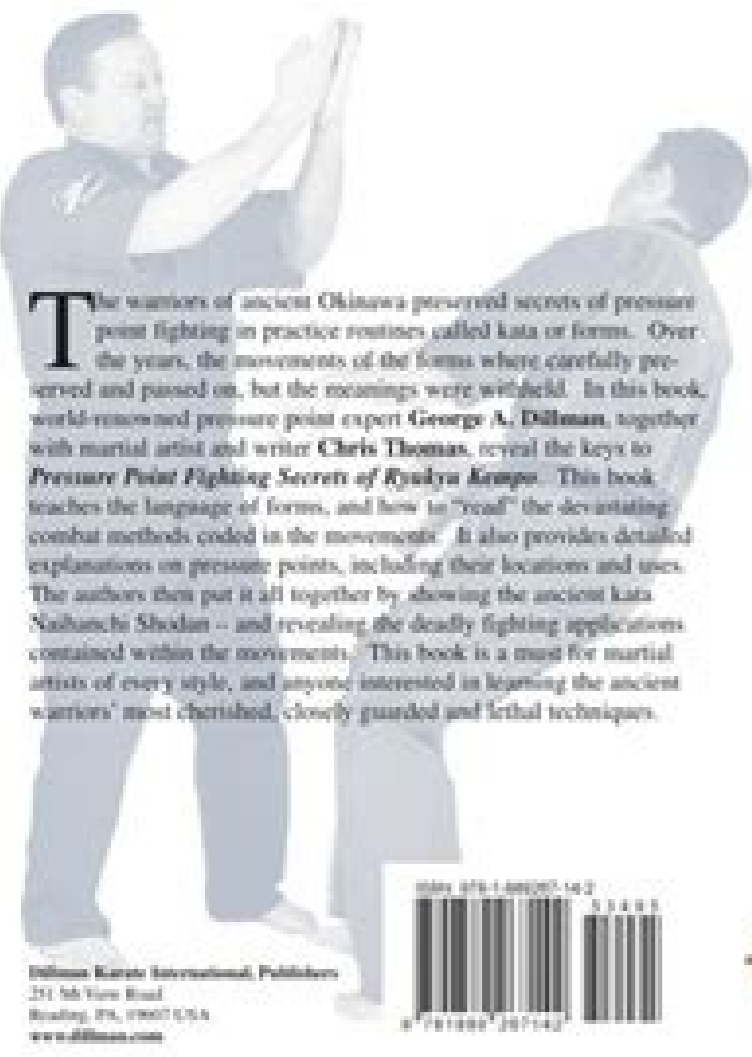 The warriors of ancient Okinawa preserved secrets of pressure
point fighting in practice routines called kata or forms. Over
the years, the movements of the forms where carefully pre-
served and passed on, but the meanings were withheld. In this book,
world-renowned pressure point expert George A. Dillman, together
with martial artist and writer Chris Thomas, reveal the keys to
Pressure Point Fighting Secrets of Ryukyu Kempo. This book
teaches the language of forms, and how to "read" the devastating
combat methods coded in the movements. It also provides detailed
explanations on pressure points, including their locations and uses.
The authors then put it all together by showing the ancient kata
Naihanchi Shodan -- and revealing the deadly fighting applications
contained within the movements. This book is a must for martial
artists of every style, and anyone interested in learning the ancient
warriors' most cherished, closely guarded and lethal techniques.
Dillman Karate International, Publishers
251 Mt View Road
Reading, PA, 19607 USA
www.dillman.com
ISBN
53495